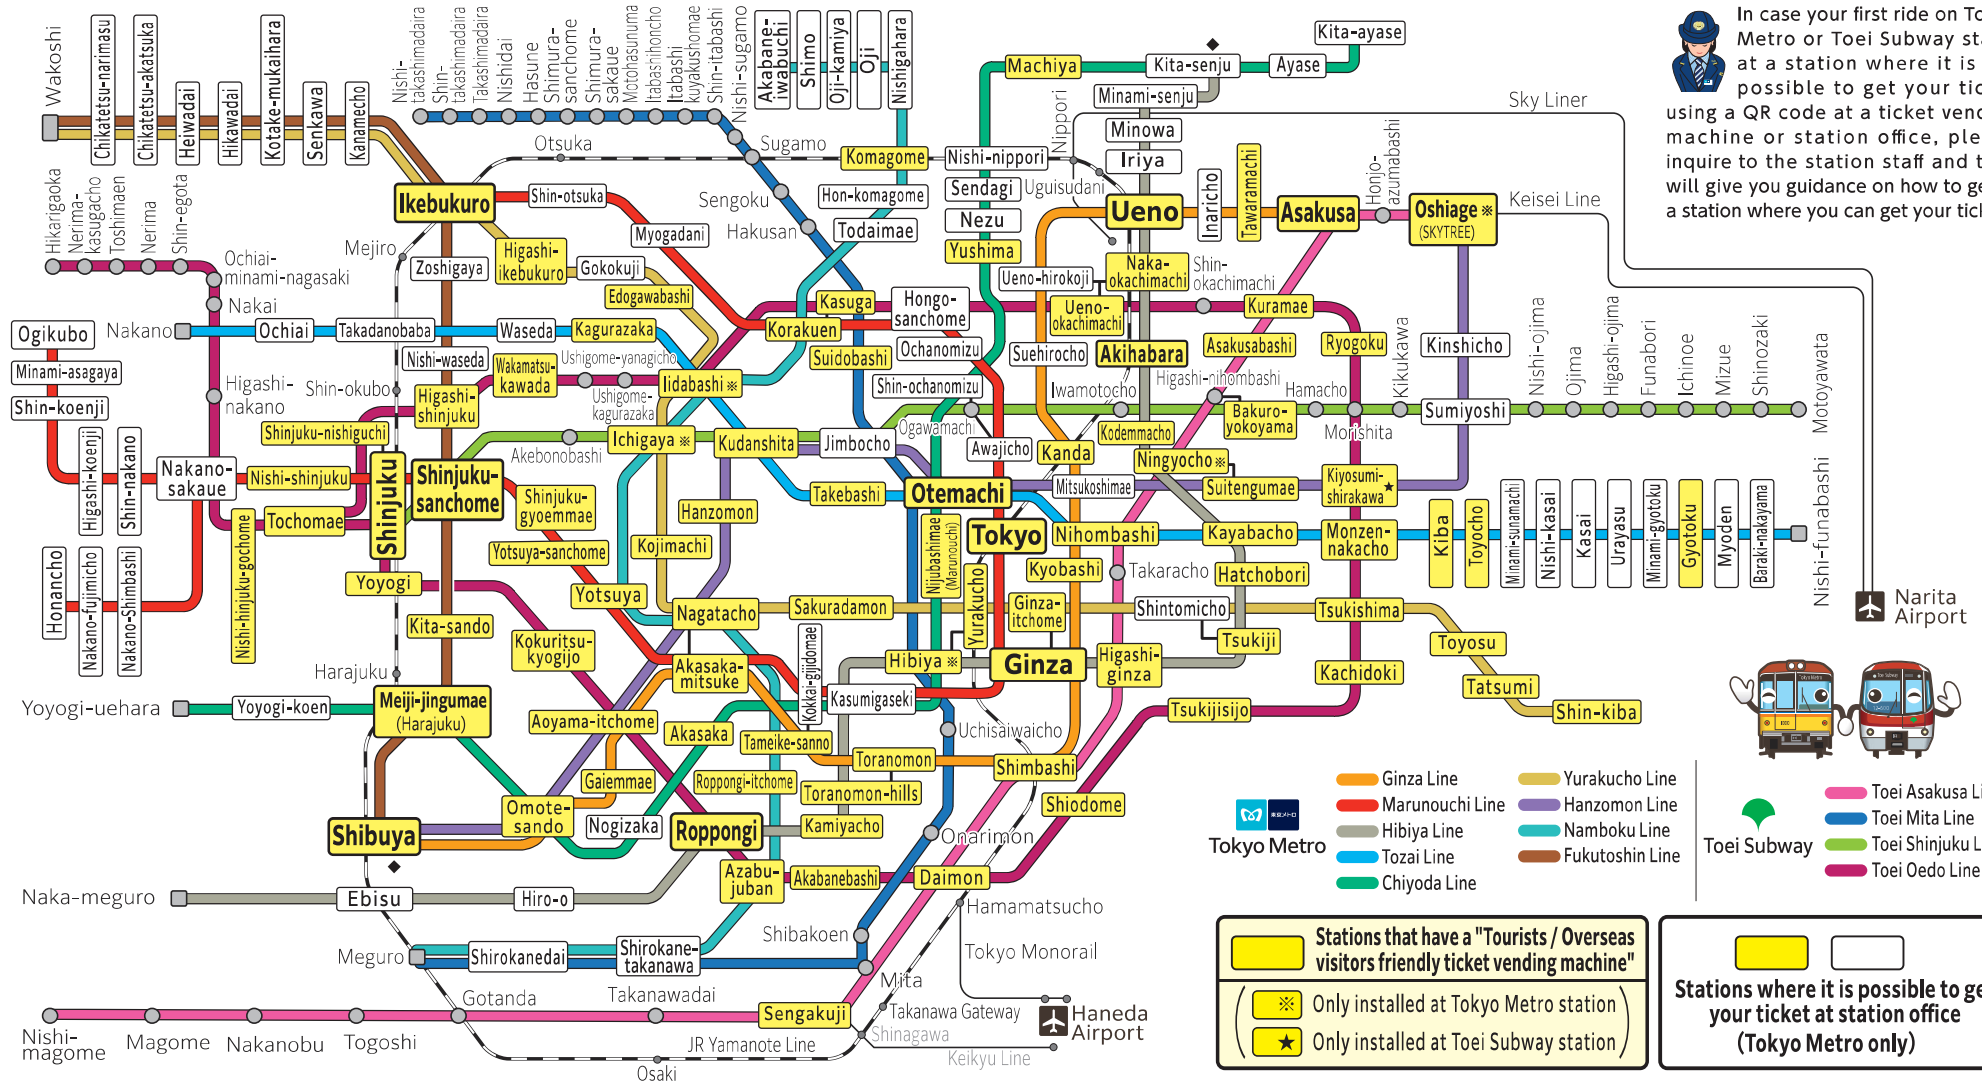 In case your first ride on To
Metro or Toei Subway sta
at a station where it is
possible to get your tic
using a QR code at a ticket vend
machine or station office, ple
inquire to the station staff and t
will give you guidance on how to ge
a station where you can get your tick
Wakoshi
Chikatetsu-narimasu
Chikatetsu-akatsuka
Heiwadai
Hikawadai
Kotake-mukaihara
Senkawa
Kanamecho
Nishi-
takashimadaira
Shin-
takashimadaira
Takashimadaira
Nishidai
Hasune
Shimura-
sanchome
Shimura-
sakaue
Motohasunuma
Itabashihoncho
Itabashi
kuyakushomae
Shin-itabashi
Nishi-sugamo
Akabane-
iwabuchi
Shimo
Oji-kamiya
Oji
Nishigahara
Machiya
Kita-senju
Ayase
Kita-ayase
Minami-senju
Minowa
Iriya
Nippori
Sky Liner
Keisei Line
Honjo-
azumabashi
Otsuka
Sugamo
Komagome
Nishi-nippori
Uguisudani
Sengoku
Hakusan
Hon-komagome
Todaimae
Sendagi
Nezu
Yushima
Ueno
Inaricho
Tawaramachi
Asakusa
Oshiage ※
(SKYTREE)
Hikarigaoka
Nerima-
kasugacho
Toshimaen
Nerima
Shin-egota
Ikebukuro
Shin-otsuka
Myogadani
Mejiro
Zoshigaya
Higashi-
ikebukuro
Gokokuji
Edogawabashi
Ochiai-
minami-nagasaki
Nakai
Nakano
Ochiai
Takadanobaba
Waseda
Kagurazaka
Kasuga
Korakuen
Hongo-
sanchome
Suidobashi
Ochanomizu
Shin-ochanomizu
Ueno-hirokoji
Naka-
okachimachi
Ueno-
okachimachi
Shin-
okachimachi
Kuramae
Suehirocho
Akihabara
Asakusabashi
Ryogoku
Kinshicho
Kikukawa
Nishi-ojima
Ojima
Higashi-ojima
Funabori
Ichinoe
Mizue
Shinozaki
Motoyawata
Ogikubo
Minami-asagaya
Shin-koenji
Higashi-koenji
Shin-nakano
Nakano-
sakaue
Higashi-
nakano
Nishi-waseda
Shin-okubo
Higashi-
shinjuku
Wakamatsu-
kawada
Ushigome-yanagicho
Ushigome-
kagurazaka
Iidabashi ※
Shinjuku-nishiguchi
Nishi-shinjuku
Shinjuku
Shinjuku-
sanchome
Akebonobashi
Ichigaya ※
Kudanshita
Jimbocho
Ogawamachi
Awajicho
Iwamotocho
Higashi-nihombashi
Hamacho
Bakuro-
yokoyama
Morishita
Sumiyoshi
Kodemmacho
Kanda
Ningyocho※
Suitengumae
Kiyosumi-
shirakawa★
Mitsukoshimae
Otemachi
Takebashi
Hanzomon
Kojimachi
Shinjuku-
gyoemmae
Yotsuya-sanchome
Yotsuya
Tochomae
Nishi-hinjuku-gochome
Honancho
Nakano-fujimicho
Nakano-Shimbashi
Yoyogi
Kita-sando
Kokuritsu-
kyogijo
Nagatacho
Sakuradamon
Nijubashimae
(Marunouchi)
Tokyo
Nihombashi
Kayabacho
Monzen-
nakacho
Kiba
Toyocho
Minami-sunamachi
Nishi-kasai
Kasai
Urayasu
Minami-gyotoku
Gyotoku
Myoden
Baraki-nakayama
Nishi-funabashi
Kyobashi
Takaracho
Hatchobori
Yurakucho
Ginza-
itchome
Shintomicho
Tsukiji
Tsukishima
Toyosu
Tatsumi
Shin-kiba
Kachidoki
Tsukijisijo
Narita
Airport
Harajuku
Yoyogi-uehara
Yoyogi-koen
Meiji-jingumae
(Harajuku)
Aoyama-itchome
Akasaka-
mitsuke
Akasaka
Kokkai-gijidomae
Tameike-sanno
Kasumigaseki
Hibiya ※
Ginza
Higashi-
ginza
Uchisaiwaicho
Toranomon
Toranomon-hills
Shimbashi
Shiodome
Gaiemmae
Omote-
sando
Nogizaka
Roppongi-itchome
Roppongi
Kamiyacho
Onarimon
Shibuya
Azabu-
juban
Akabanebashi
Daimon
Hamamatsucho
Naka-meguro
Ebisu
Hiro-o
Meguro
Shirokanedai
Shirokane-
takanawa
Shibakoen
Tokyo Monorail
Mita
Nishi-
magome
Magome
Nakanobu
Togoshi
Gotanda
Takanawadai
Sengakuji
Takanawa Gateway
Shinagawa
Keikyu Line
Haneda
Airport
JR Yamanote Line
Osaki
Tokyo Metro
東京メトロ
Ginza Line
Marunouchi Line
Hibiya Line
Tozai Line
Chiyoda Line
Yurakucho Line
Hanzomon Line
Namboku Line
Fukutoshin Line
Toei Subway
Toei Asakusa Li
Toei Mita Line
Toei Shinjuku L
Toei Oedo Line
Stations that have a "Tourists / Overseas
visitors friendly ticket vending machine"
※ Only installed at Tokyo Metro station
★ Only installed at Toei Subway station
Stations where it is possible to ge
your ticket at station office
(Tokyo Metro only)